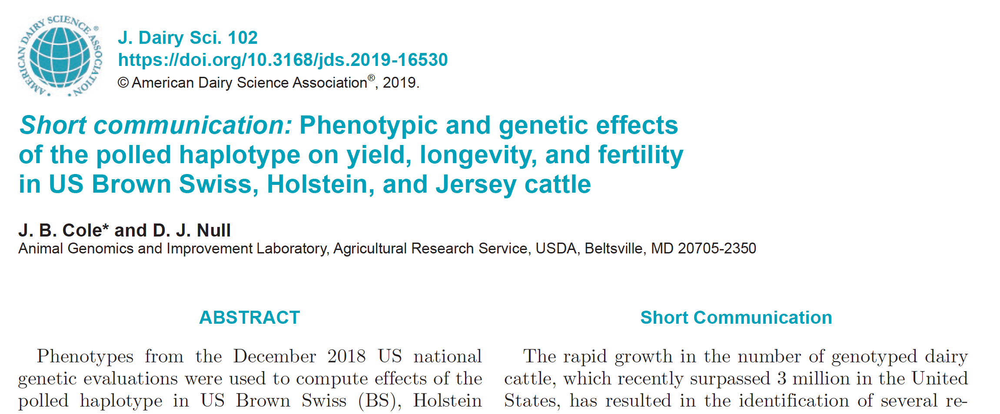 AMERICAN DAIRY SCIENCE ASSOCIATION®
J. Dairy Sci. 102
https://doi.org/10.3168/jds.2019-16530
© American Dairy Science Association®, 2019.
Short communication: Phenotypic and genetic effects
of the polled haplotype on yield, longevity, and fertility
in US Brown Swiss, Holstein, and Jersey cattle
J. B. Cole* and D. J. Null
Animal Genomics and Improvement Laboratory, Agricultural Research Service, USDA, Beltsville, MD 20705-2350
ABSTRACT
Phenotypes from the December 2018 US national
genetic evaluations were used to compute effects of the
polled haplotype in US Brown Swiss (BS), Holstein
Short Communication
The rapid growth in the number of genotyped dairy
cattle, which recently surpassed 3 million in the United
States, has resulted in the identification of several re-